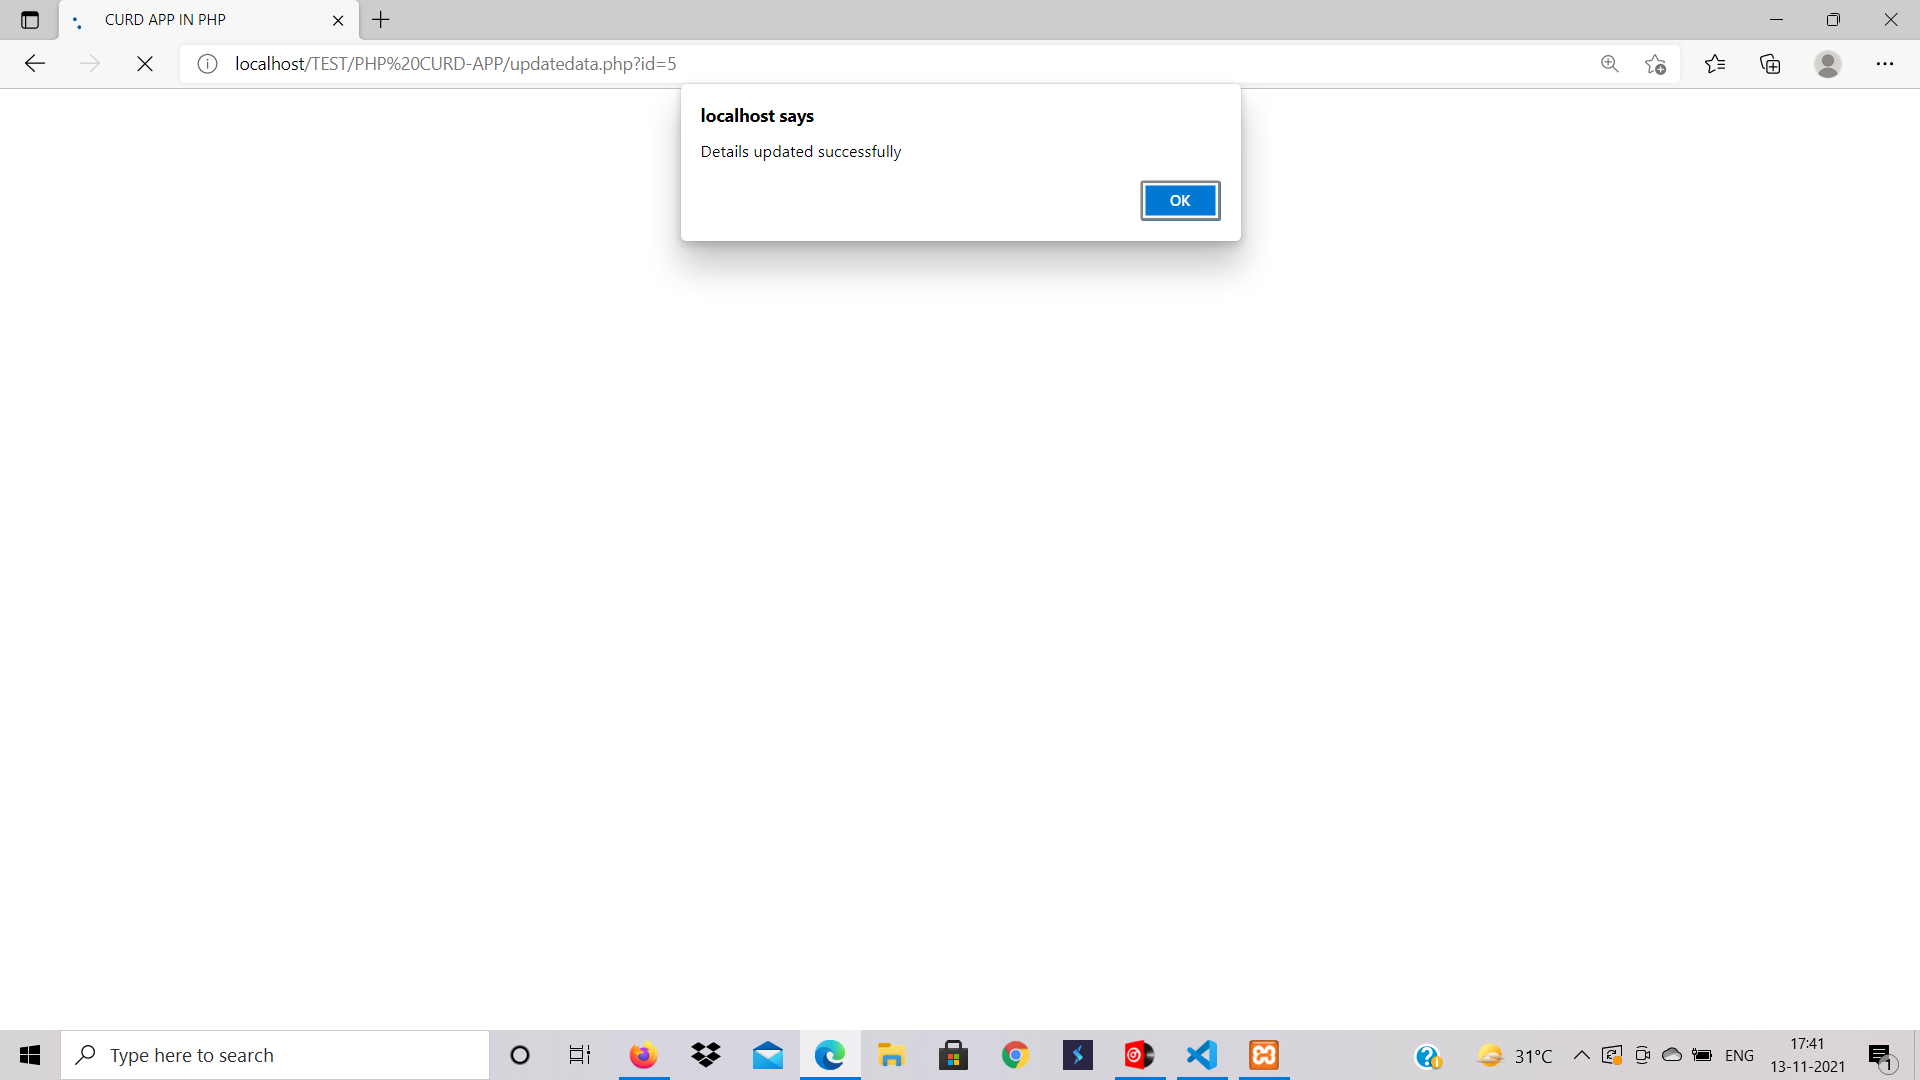 CURD APP IN PHP
localhost/TEST/PHP%20CURD-APP/updatedata.php?id=5
localhost says
Details updated successfully
OK
Type here to search
31°C
ENG
17:41
13-11-2021
1